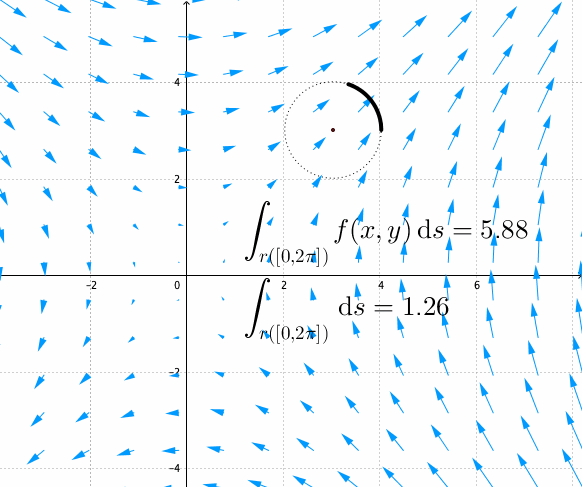 4
2
∫_{r([0,2π])} f(x, y) ds = 5.88
−2 0 2 4 6
∫_{r([0,2π])} ds = 1.26
−2
−4